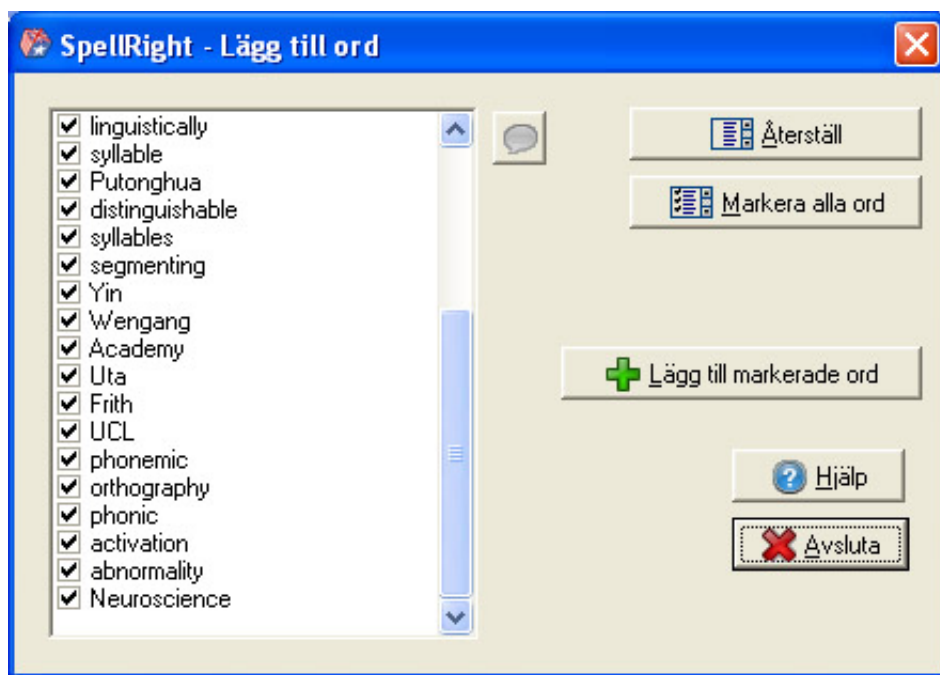 SpellRight - Lägg till ord
linguistically
syllable
Putonghua
distinguishable
syllables
segmenting
Yin
Wengang
Academy
Uta
Frith
UCL
phonemic
orthography
phonic
activation
abnormality
Neuroscience
Återställ
Markera alla ord
Lägg till markerade ord
Hjälp
Avsluta